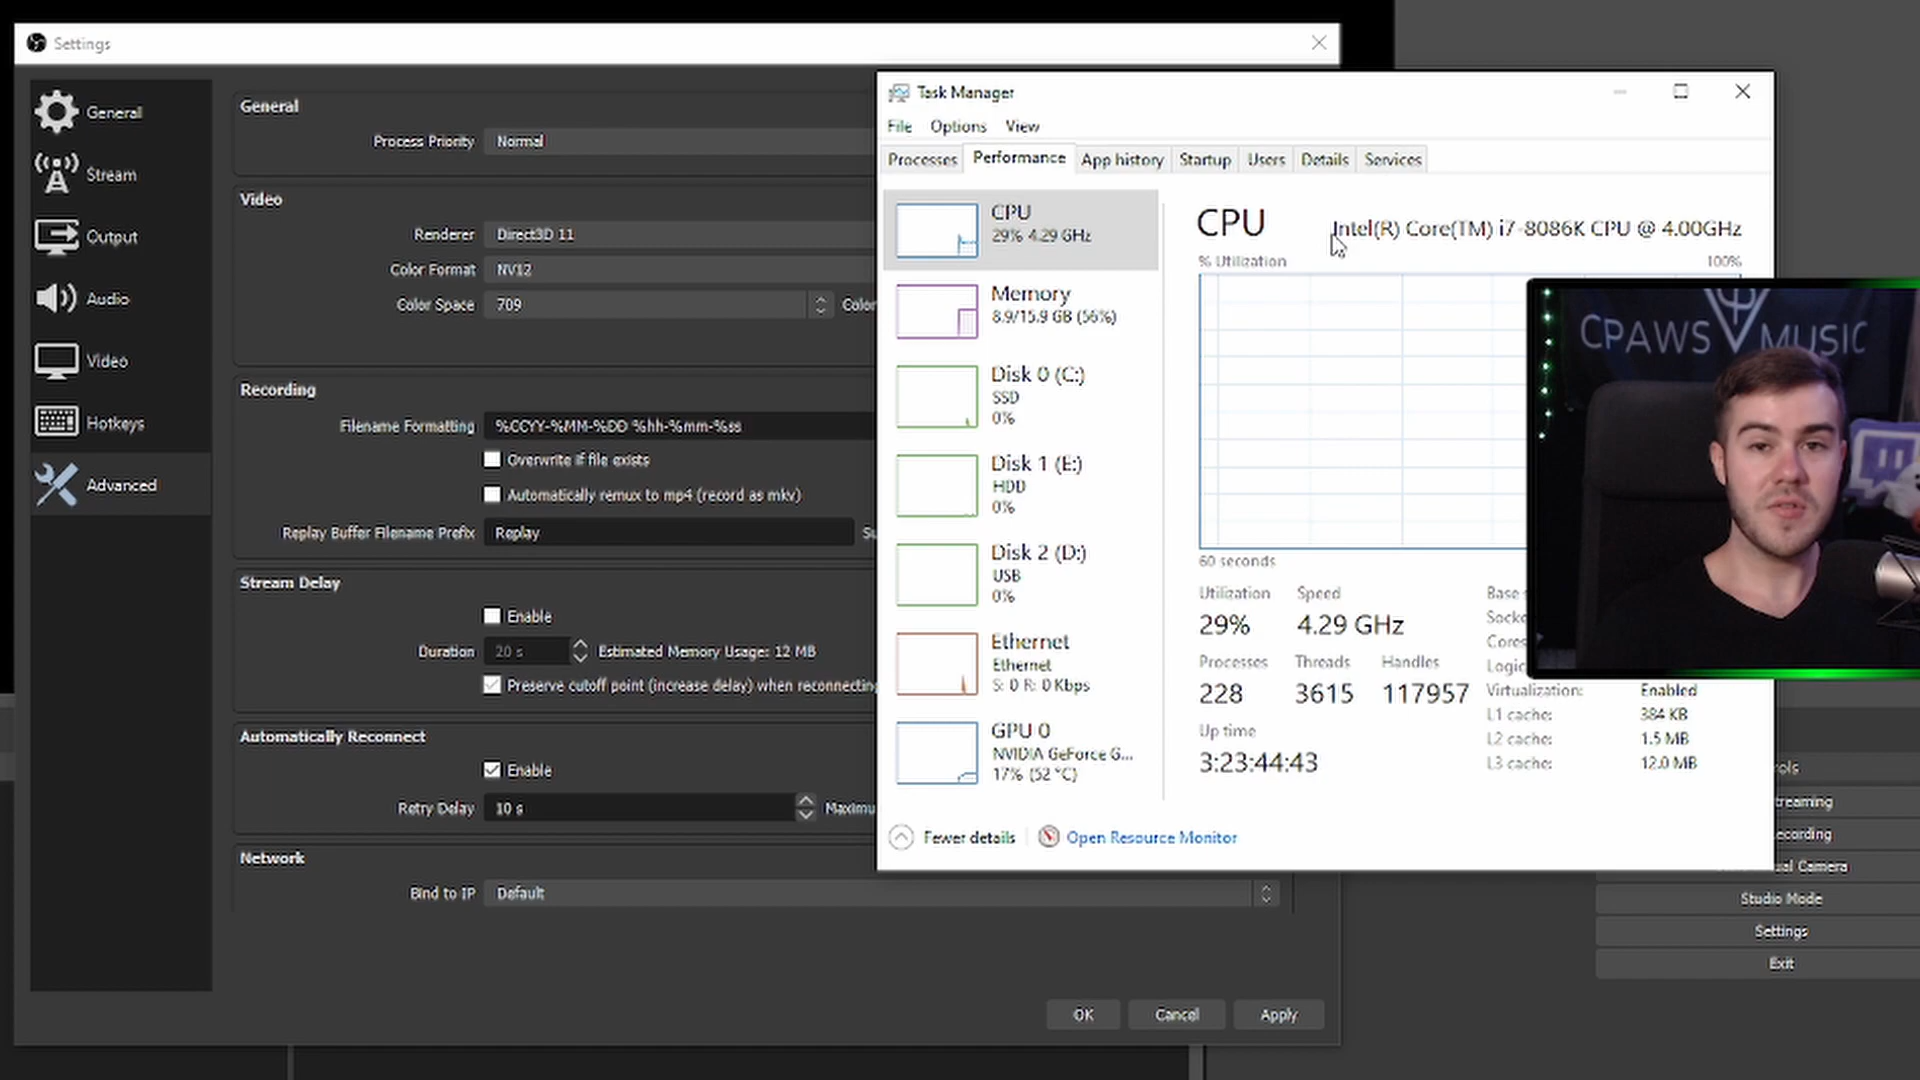 Settings
General
Stream
Output
Audio
Video
Hotkeys
Advanced
General
Process Priority Normal
Video
Renderer Direct3D 11
Color Format NV12
Color Space 709
Recording
Filename Formatting %CCYY-%MM-%DD %hh-%mm-%ss
Overwrite if file exists
Automatically remux to mp4 (record as mkv)
Replay Buffer Filename Prefix Replay
Stream Delay
Enable
Duration 20 s Estimated Memory Usage: 12 MB
Preserve cutoff point (increase delay) when reconnecting
Automatically Reconnect
Enable
Retry Delay 10 s
Network
Bind to IP Default
OK Cancel Apply
Task Manager
File Options View
Processes Performance App history Startup Users Details Services
CPU
29% 4.29 GHz
Memory
8.9/15.9 GB (56%)
Disk 0 (C:)
SSD
0%
Disk 1 (E:)
HDD
0%
Disk 2 (D:)
USB
0%
Ethernet
Ethernet
S: 0 R: 0 Kbps
GPU 0
NVIDIA GeForce G...
17% (52 °C)
CPU Intel(R) Core(TM) i7-8086K CPU @ 4.00GHz
% Utilization 100%
60 seconds
Utilization Speed
29% 4.29 GHz
Processes Threads Handles
228 3615 117957
Up time
3:23:44:43
Base
Virtualization: Enabled
L1 cache: 384 KB
L2 cache: 1.5 MB
L3 cache: 12.0 MB
Fewer details Open Resource Monitor
CPAWS MUSIC
Studio Mode
Settings
Exit